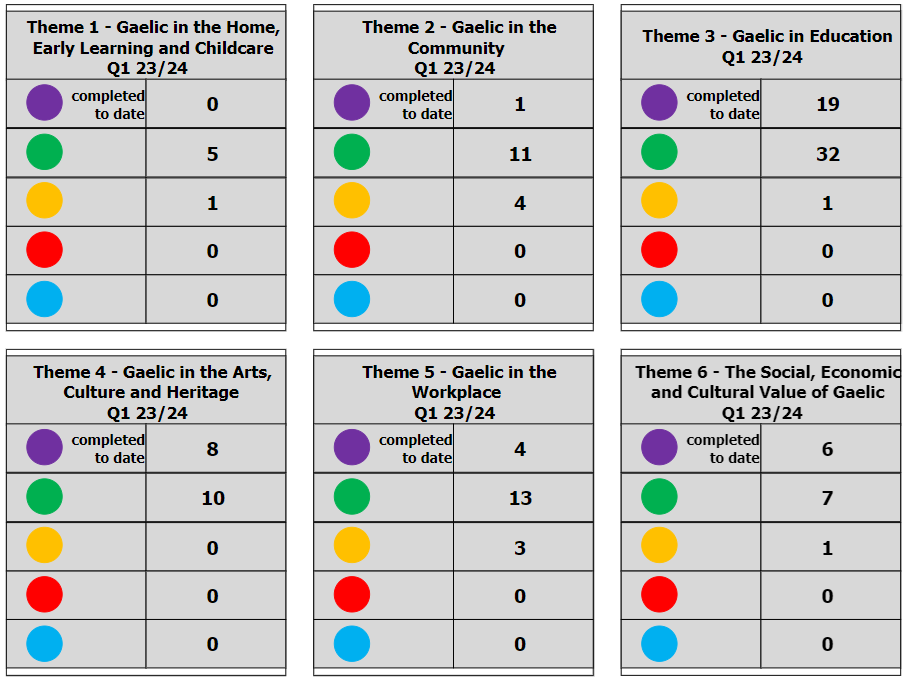 Theme 1 - Gaelic in the Home,
Early Learning and Childcare
Q1 23/24
completed
to date
0
5
1
0
0
Theme 2 - Gaelic in the
Community
Q1 23/24
completed
to date
1
11
4
0
0
Theme 3 - Gaelic in Education
Q1 23/24
completed
to date
19
32
1
0
0
Theme 4 - Gaelic in the Arts,
Culture and Heritage
Q1 23/24
completed
to date
8
10
0
0
0
Theme 5 - Gaelic in the
Workplace
Q1 23/24
completed
to date
4
13
3
0
0
Theme 6 - The Social, Economic
and Cultural Value of Gaelic
Q1 23/24
completed
to date
6
7
1
0
0